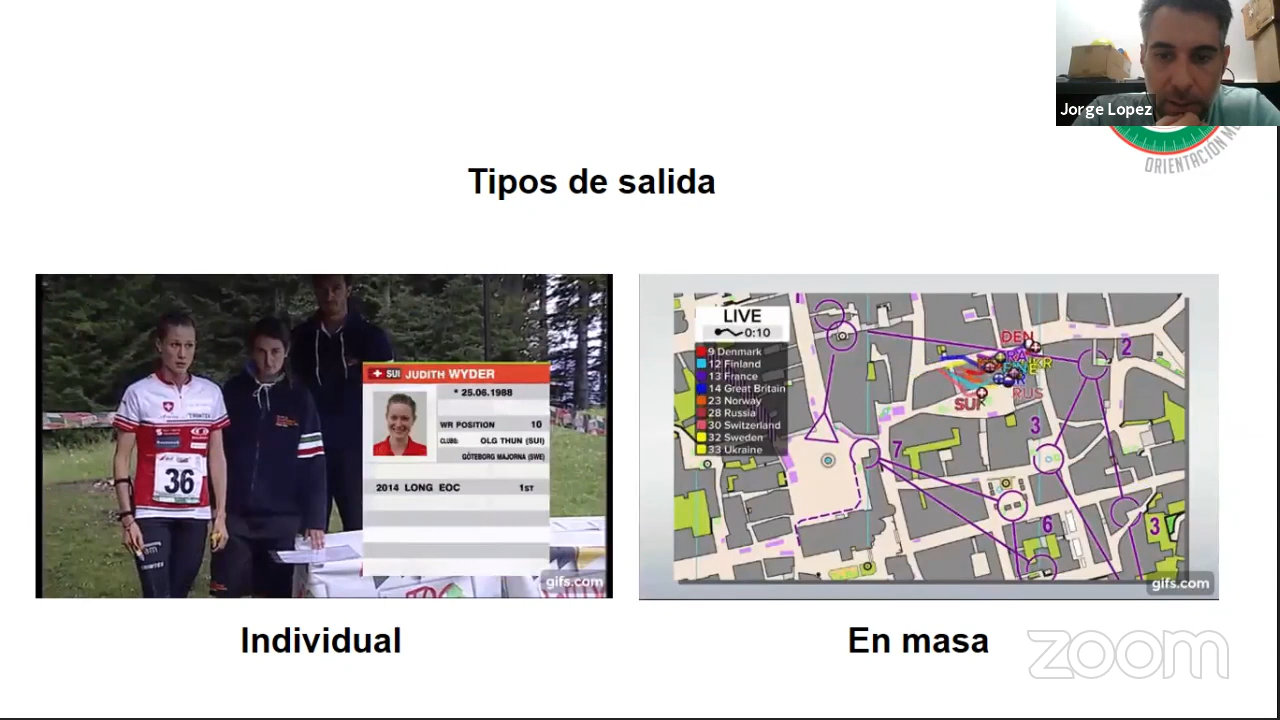 Jorge Lopez
ORIENTACION
Tipos de salida
SUI JUDITH WYDER
* 25.06.1988
WR POSITION 10
CLUBS: OLG THUN (SUI)
GÖTEBORG MAJORNA (SWE)
2014 LONG EOC 1ST
36
gifs.com
LIVE
0:10
9 Denmark
12 Finland
13 France
14 Great Britain
23 Norway
28 Russia
30 Switzerland
32 Sweden
33 Ukraine
DEN
RUS
SUI
1
2
3
7
6
3
gifs.com
Individual
En masa
zoom